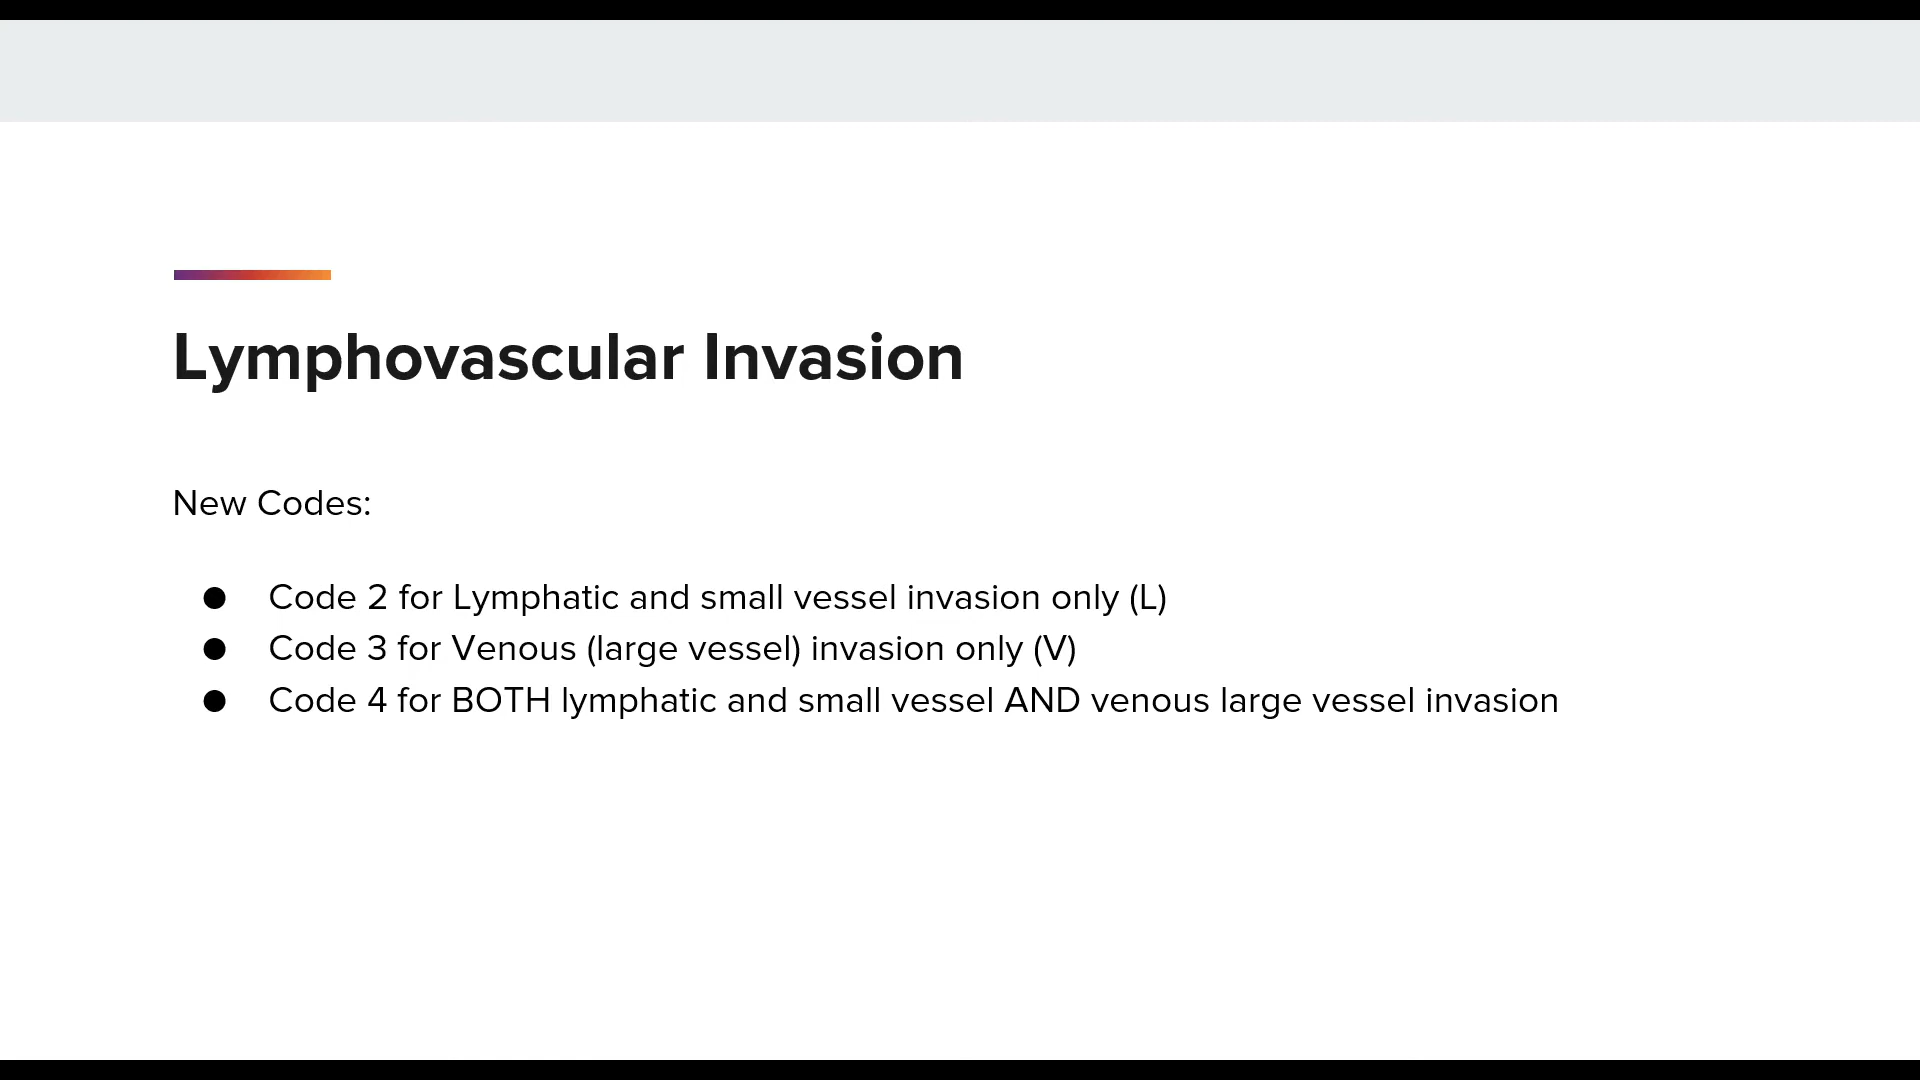 Lymphovascular Invasion
New Codes:
● Code 2 for Lymphatic and small vessel invasion only (L)
● Code 3 for Venous (large vessel) invasion only (V)
● Code 4 for BOTH lymphatic and small vessel AND venous large vessel invasion